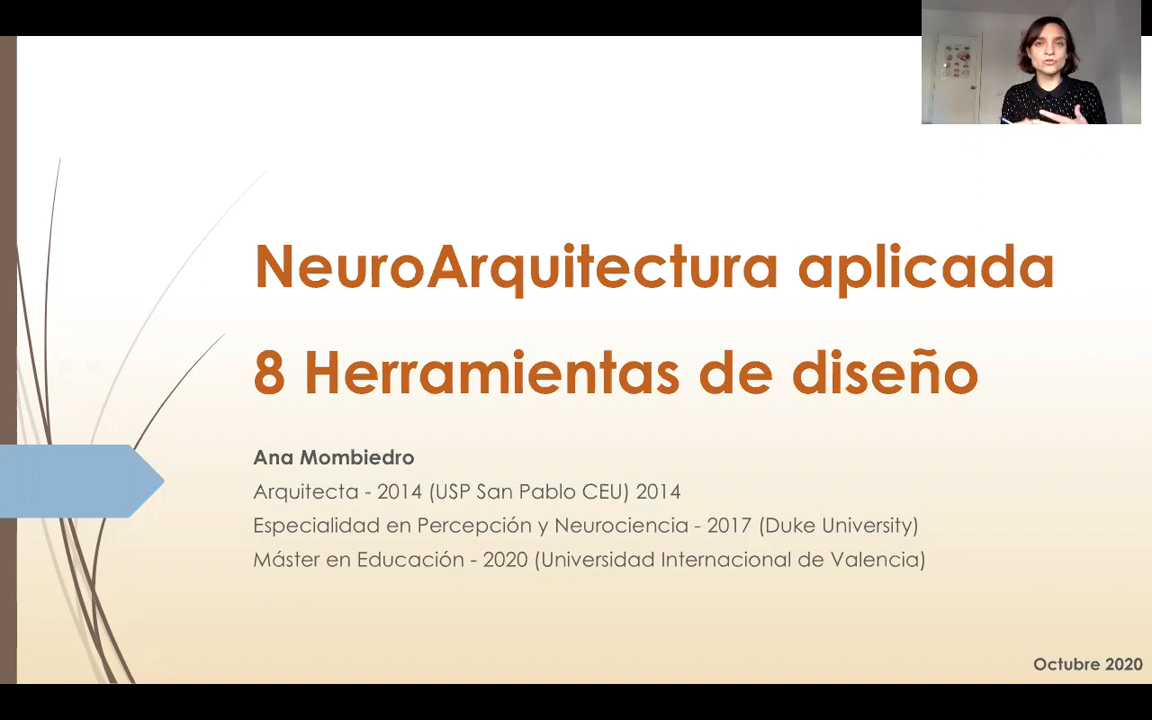 NeuroArquitectura aplicada
8 Herramientas de diseño
Ana Mombiedro
Arquitecta - 2014 (USP San Pablo CEU) 2014
Especialidad en Percepción y Neurociencia - 2017 (Duke University)
Máster en Educación - 2020 (Universidad Internacional de Valencia)
Octubre 2020